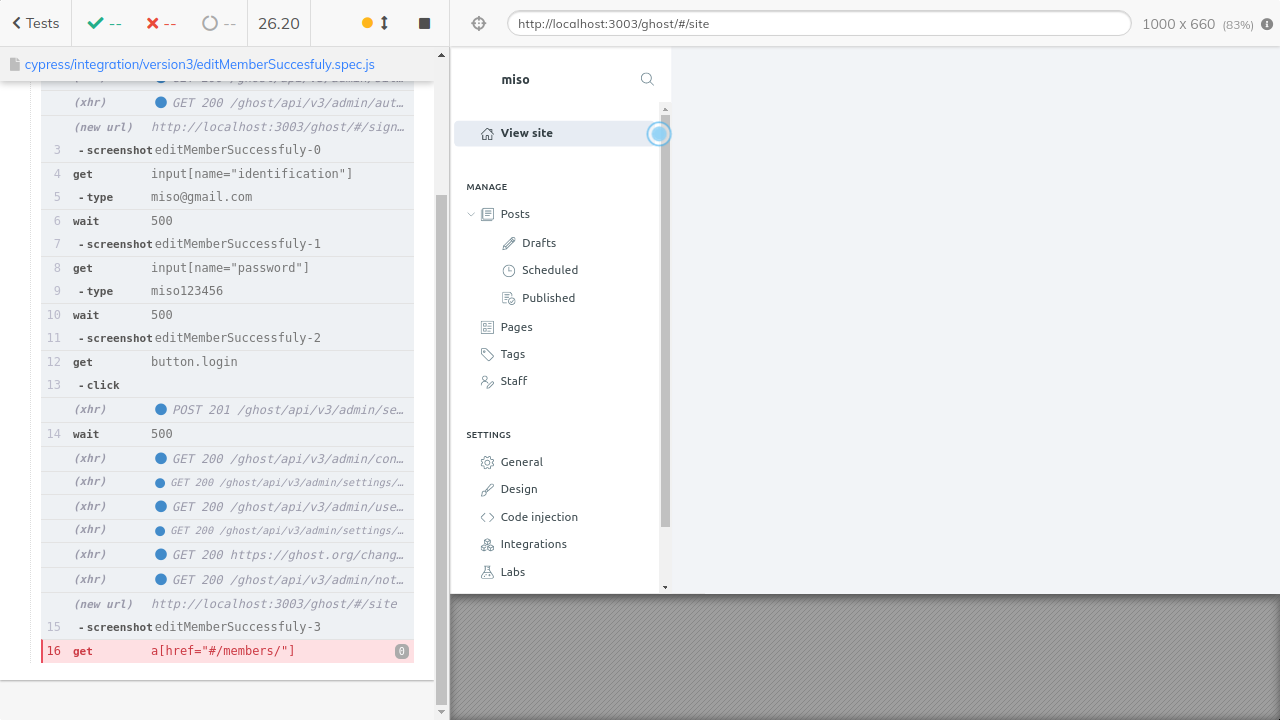 Tests -- -- -- 26.20
http://localhost:3003/ghost/#/site
1000 x 660 (83%)
cypress/integration/version3/editMemberSuccesfuly.spec.js
(xhr) GET 200 /ghost/api/v3/admin/aut…
(new url) http://localhost:3003/ghost/#/sign…
3 -screenshot editMemberSuccessfuly-0
4 get input[name="identification"]
5 -type miso@gmail.com
6 wait 500
7 -screenshot editMemberSuccessfuly-1
8 get input[name="password"]
9 -type miso123456
10 wait 500
11 -screenshot editMemberSuccessfuly-2
12 get button.login
13 -click
(xhr) POST 201 /ghost/api/v3/admin/se…
14 wait 500
(xhr) GET 200 /ghost/api/v3/admin/con…
(xhr) GET 200 /ghost/api/v3/admin/settings/…
(xhr) GET 200 /ghost/api/v3/admin/use…
(xhr) GET 200 /ghost/api/v3/admin/settings/…
(xhr) GET 200 https://ghost.org/chang…
(xhr) GET 200 /ghost/api/v3/admin/not…
(new url) http://localhost:3003/ghost/#/site
15 -screenshot editMemberSuccessfuly-3
16 get a[href="#/members/"] 0
miso
View site
MANAGE
Posts
Drafts
Scheduled
Published
Pages
Tags
Staff
SETTINGS
General
Design
Code injection
Integrations
Labs